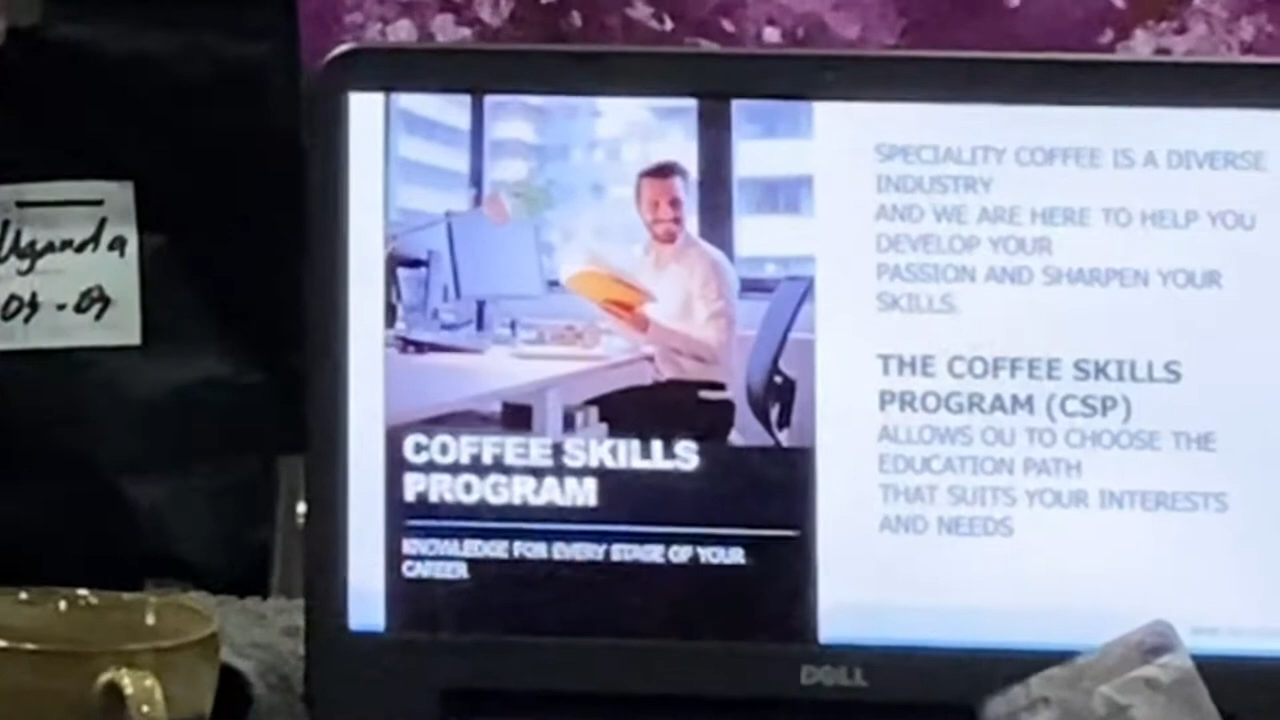 Uganda
COFFEE SKILLS
PROGRAM
KNOWLEDGE FOR EVERY STAGE OF YOUR
CAREER
SPECIALITY COFFEE IS A DIVERSE
INDUSTRY
AND WE ARE HERE TO HELP YOU
DEVELOP YOUR
PASSION AND SHARPEN YOUR
SKILLS.
THE COFFEE SKILLS
PROGRAM (CSP)
ALLOWS OU TO CHOOSE THE
EDUCATION PATH
THAT SUITS YOUR INTERESTS
AND NEEDS
DELL